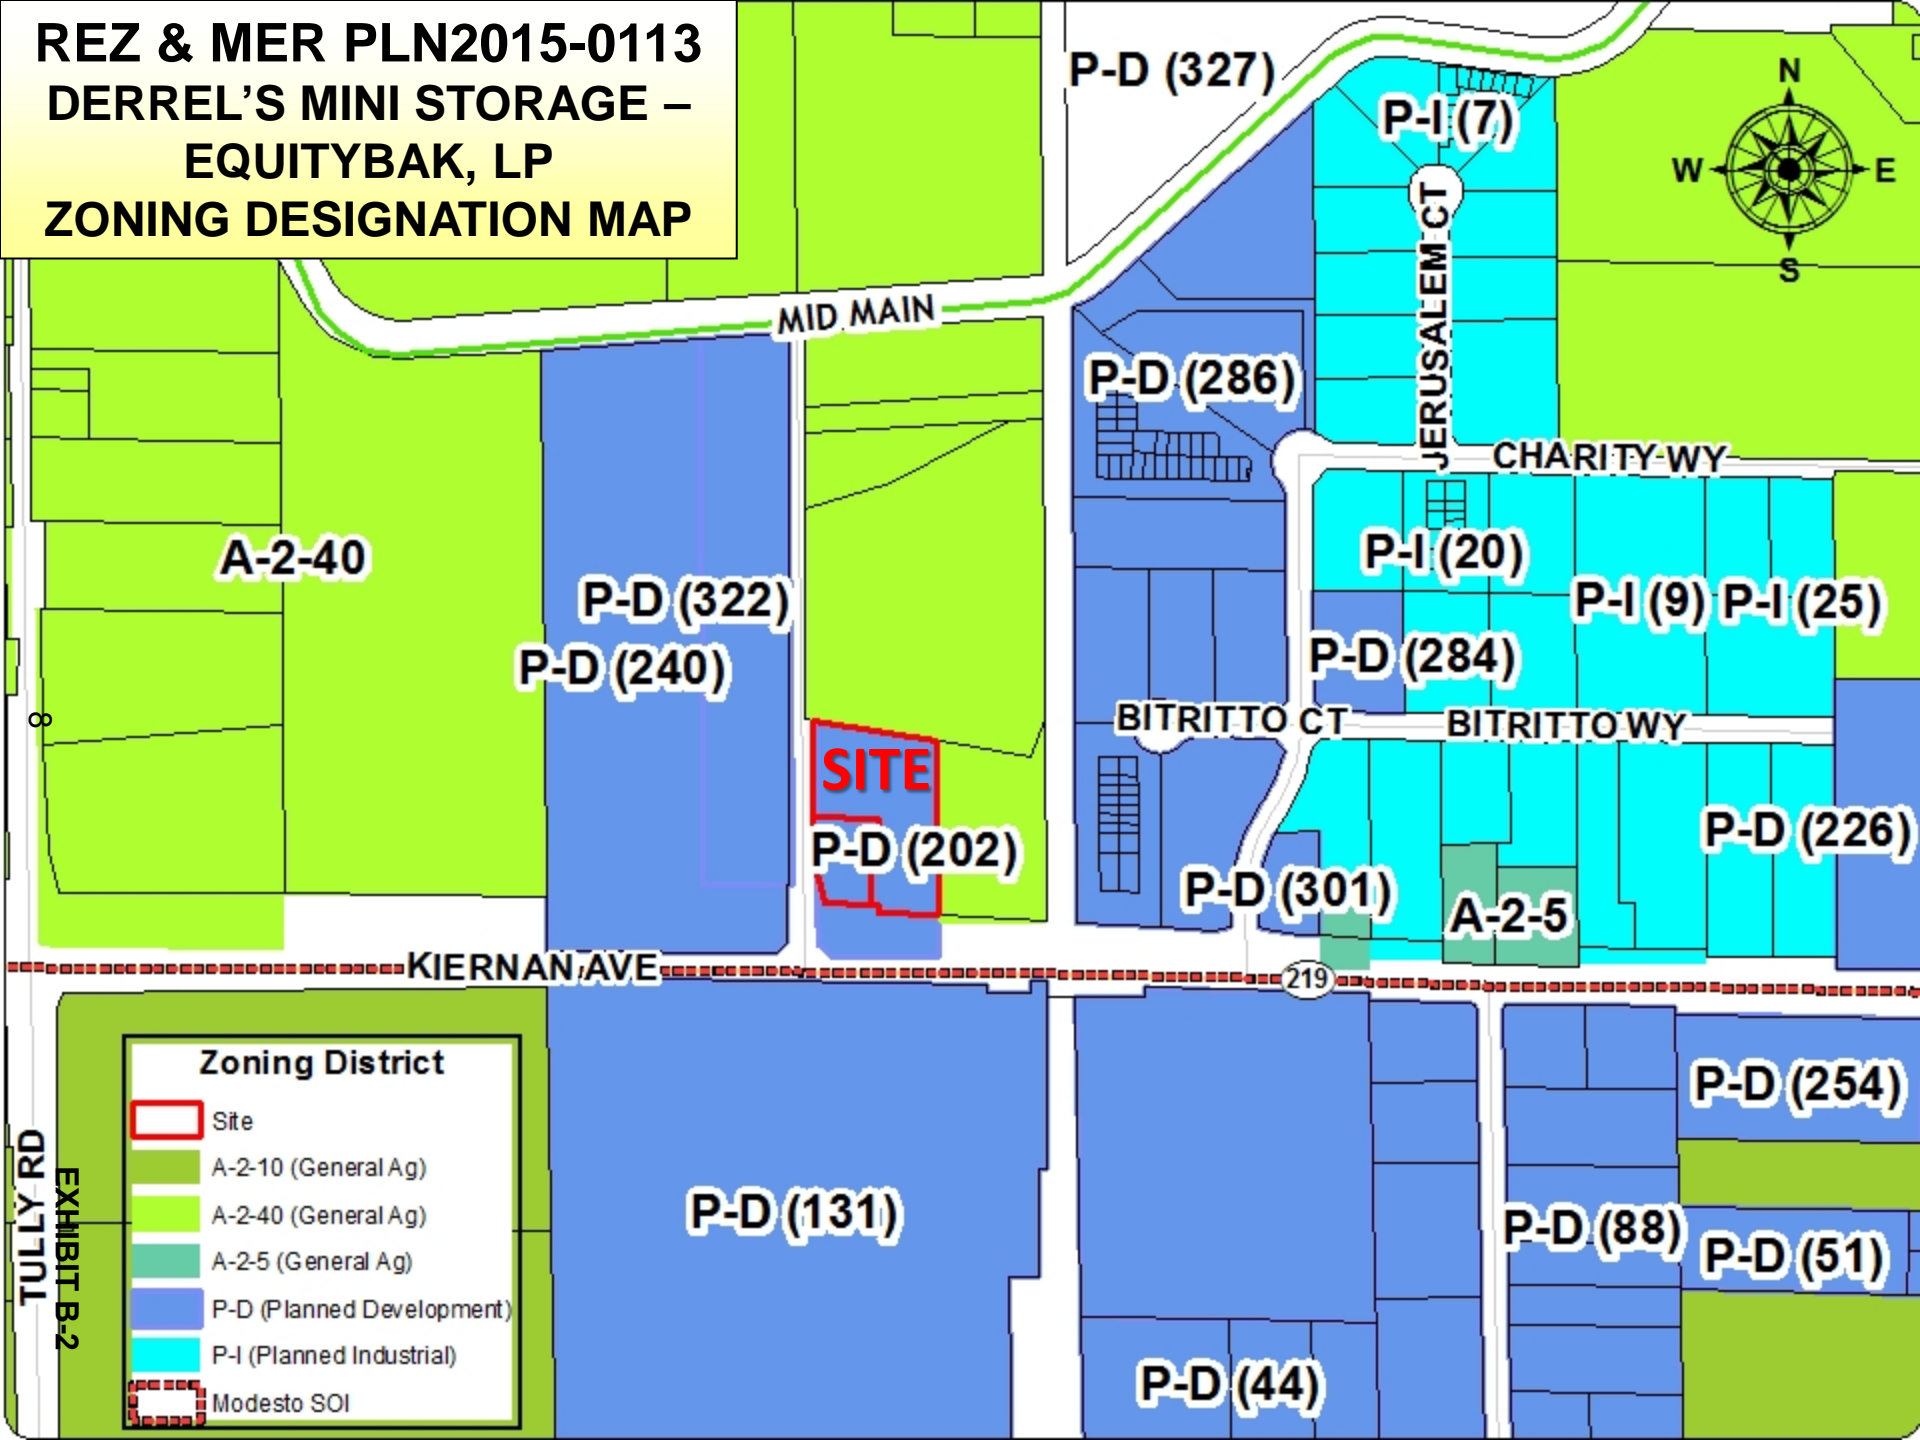 REZ & MER PLN2015-0113
DERREL’S MINI STORAGE –
EQUITYBAK, LP
ZONING DESIGNATION MAP
P-D (327)
P-I (7)
N
W
E
S
MID MAIN
JERUSALEM CT
P-D (286)
CHARITY WY
A-2-40
P-D (322)
P-D (240)
P-I (20)
P-I (9)
P-I (25)
P-D (284)
8
BITRITTO CT
BITRITTO WY
SITE
P-D (202)
P-D (226)
P-D (301)
A-2-5
KIERNAN AVE
219
Zoning District
Site
A-2-10 (General Ag)
A-2-40 (General Ag)
A-2-5 (General Ag)
P-D (Planned Development)
P-I (Planned Industrial)
Modesto SOI
TULLY RD
EXHIBIT B-2
P-D (131)
P-D (254)
P-D (88)
P-D (51)
P-D (44)